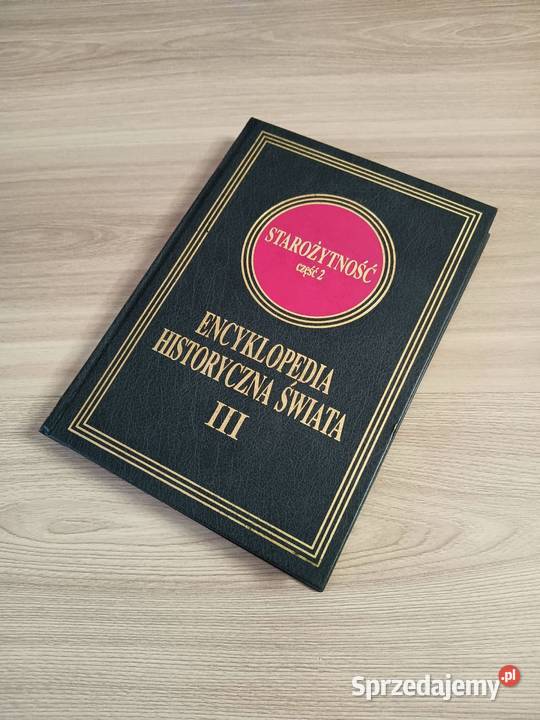 STAROŻYTNOŚĆ
część 2
ENCYKLOPEDIA
HISTORYCZNA ŚWIATA
III
Sprzedajemy.pl